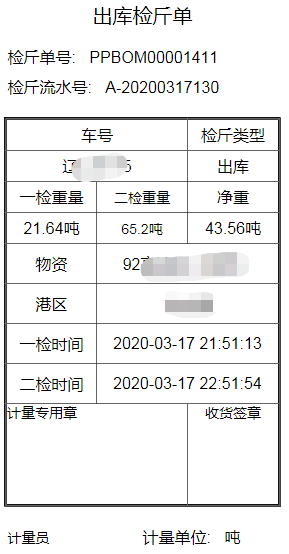 出库检斤单
检斤单号: PPBOM00001411
检斤流水号: A-20200317130
车号 检斤类型
辽 5 出库
一检重量 二检重量 净重
21.64吨 65.2吨 43.56吨
物资 92
港区
一检时间 2020-03-17 21:51:13
二检时间 2020-03-17 22:51:54
计量专用章 收货签章
计量员 计量单位: 吨